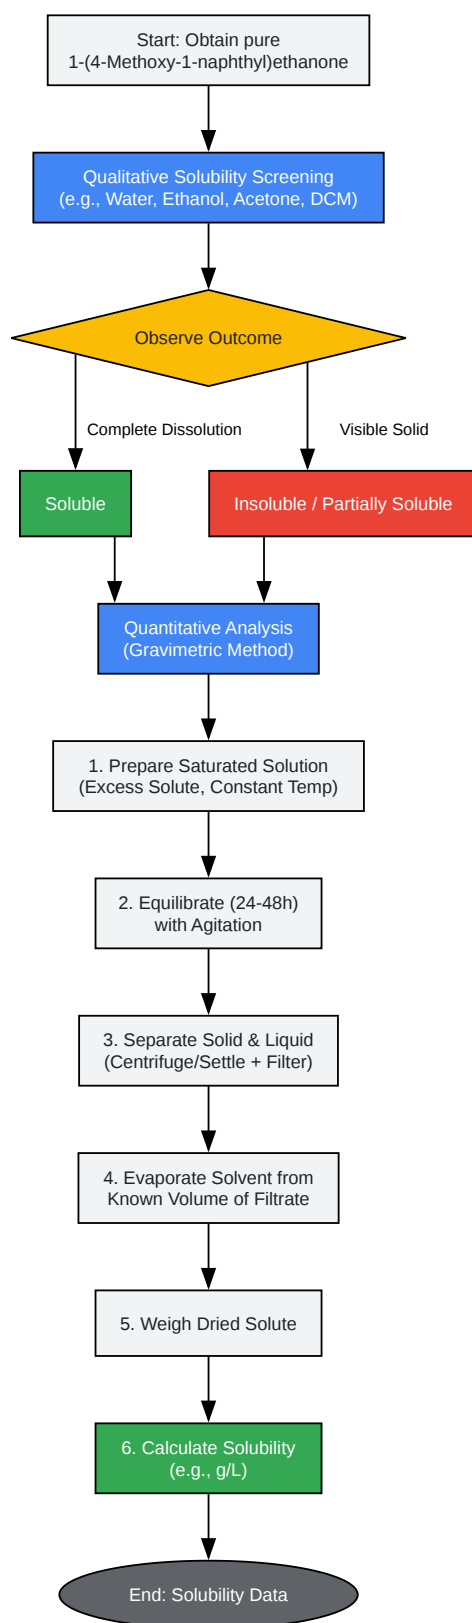 Start: Obtain pure
1-(4-Methoxy-1-naphthyl)ethanone
Qualitative Solubility Screening
(e.g., Water, Ethanol, Acetone, DCM)
Observe Outcome
Complete Dissolution
Visible Solid
Soluble
Insoluble / Partially Soluble
Quantitative Analysis
(Gravimetric Method)
1. Prepare Saturated Solution
(Excess Solute, Constant Temp)
2. Equilibrate (24-48h)
with Agitation
3. Separate Solid & Liquid
(Centrifuge/Settle + Filter)
4. Evaporate Solvent from
Known Volume of Filtrate
5. Weigh Dried Solute
6. Calculate Solubility
(e.g., g/L)
End: Solubility Data